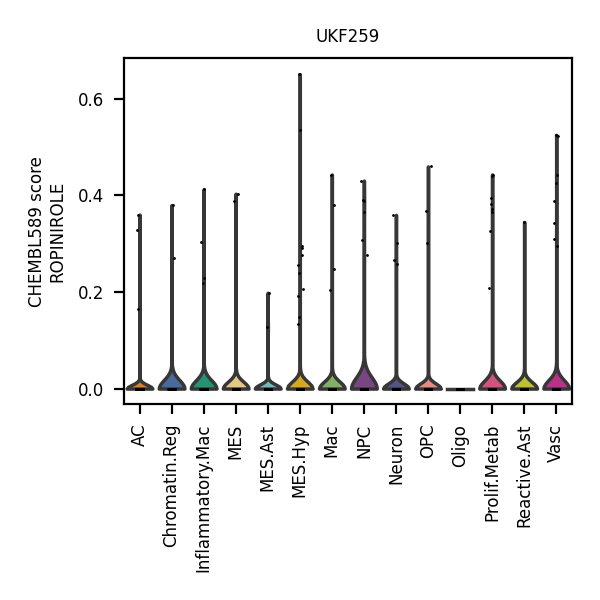 UKF259
CHEMBL589 score
ROPINIROLE
0.6
0.4
0.2
0.0
AC
Chromatin.Reg
Inflammatory.Mac
MES
MES.Ast
MES.Hyp
Mac
NPC
Neuron
OPC
Oligo
Prolif.Metab
Reactive.Ast
Vasc